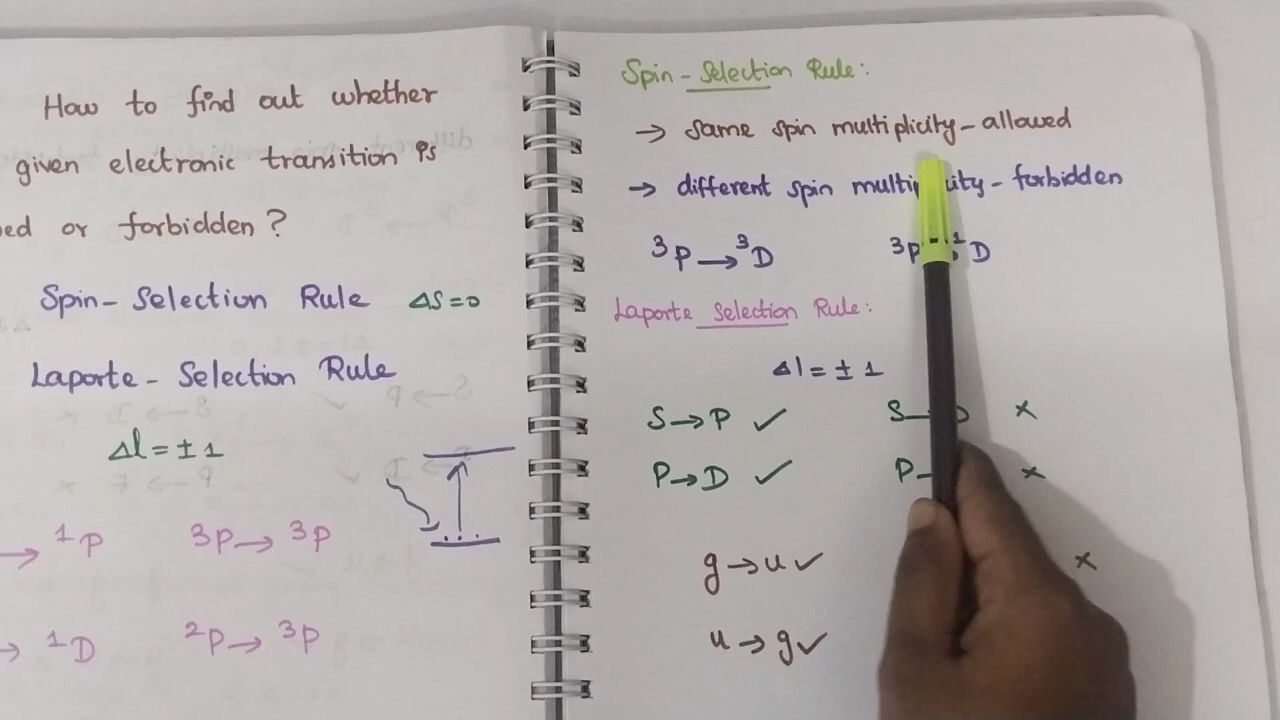 How to find out whether
given electronic transition is
or forbidden?
Spin-Selection Rule ΔS=0
Laporte-Selection Rule
Δl=±1
→ ¹P ³P → ³P
→ ¹D ²P → ³P
Spin-Selection Rule:
→ same spin multiplicity-allowed
→ different spin forbidden
³P → ³D ³P ¹D
Laporte Selection Rule:
Δl=±1
S→P ✓ S ×
P→D ✓ P ×
g→u ✓ ×
u→g ✓